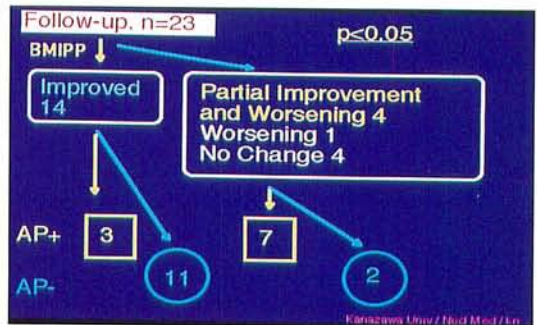 Follow-up, n=23
p<0.05
BMIPP
Improved
14
Partial Improvement
and Worsening 4
Worsening 1
No Change 4
AP+ 3 7
AP- 11 2
Kanazawa Univ / Nucl Med / kn